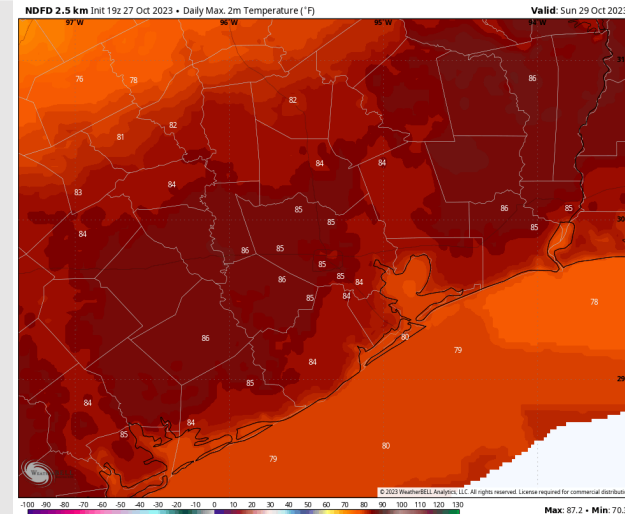 NDFD 2.5 km Init 19z 27 Oct 2023 • Daily Max. 2m Temperature (°F)
Valid: Sun 29 Oct 2023
97°W 96°W 95°W 94°W
31
76 78 86
82
81 82
84 84
83 84
85 86 85
85
84 85 30
86 85
85
86 85 84
85 84
78
86 80
79
84
29
85
84
84
85
80
79
© 2023 WeatherBELL Analytics, LLC. All rights reserved. License required for commercial distributi
-100 -90 -80 -70 -60 -50 -40 -30 -20 -10 0 10 20 30 40 50 60 70 80 90 100 110 120 130
Max: 87.2 • Min: 70.